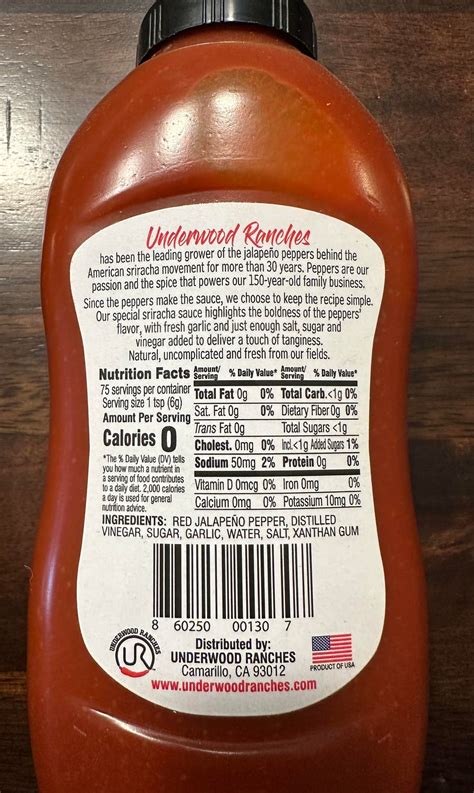 Underwood Ranches
has been the leading grower of the jalapeño peppers behind the
American sriracha movement for more than 30 years. Peppers are our
passion and the spice that powers our 150-year-old family business.
Since the peppers make the sauce, we choose to keep the recipe simple.
Our special sriracha sauce highlights the boldness of the peppers'
flavor, with fresh garlic and just enough salt, sugar and
vinegar added to deliver a touch of tanginess.
Natural, uncomplicated and fresh from our fields.
Nutrition Facts
75 servings per container
Serving size 1 tsp (6g)
Amount Per Serving
Calories 0
*The % Daily Value (DV) tells
you how much a nutrient in
a serving of food contributes
to a daily diet. 2,000 calories
a day is used for general
nutrition advice.
Amount/Serving % Daily Value* Amount/Serving % Daily Value*
Total Fat 0g 0% Total Carb.<1g 0%
Sat. Fat 0g 0% Dietary Fiber 0g 0%
Trans Fat 0g Total Sugars <1g
Cholest. 0mg 0% Incl.<1g Added Sugars 1%
Sodium 50mg 2% Protein 0g 0%
Vitamin D 0mcg 0% Iron 0mg 0%
Calcium 0mg 0% Potassium 10mg 0%
INGREDIENTS: RED JALAPEÑO PEPPER, DISTILLED
VINEGAR, SUGAR, GARLIC, WATER, SALT, XANTHAN GUM
8 60250 00130 7
UNDERWOOD RANCHES
UR
Distributed by:
UNDERWOOD RANCHES
Camarillo, CA 93012
www.underwoodranches.com
PRODUCT OF USA